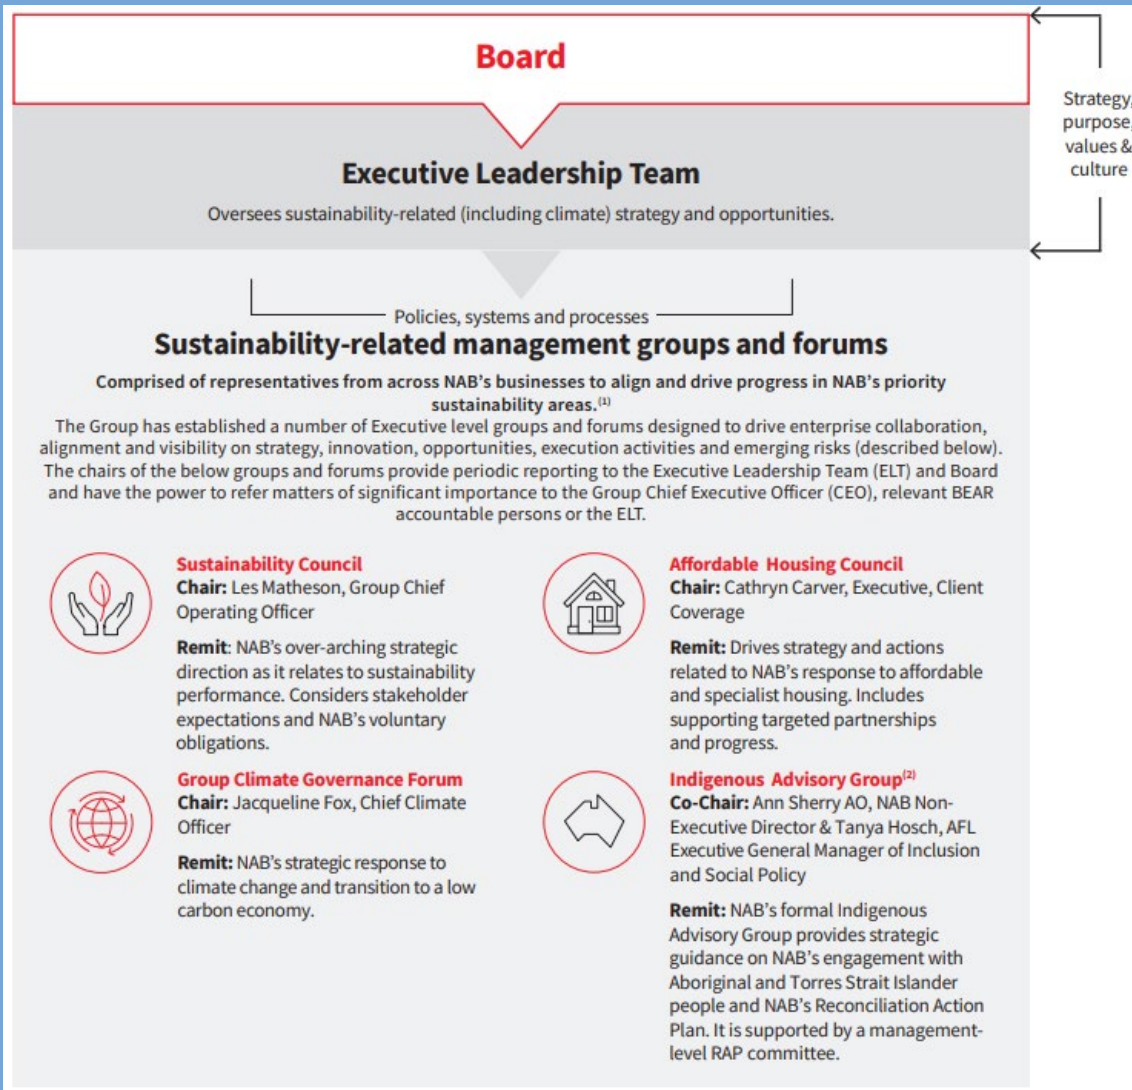 Board
Strategy,
purpose,
values &
culture
Executive Leadership Team
Oversees sustainability-related (including climate) strategy and opportunities.
Policies, systems and processes
Sustainability-related management groups and forums
Comprised of representatives from across NAB's businesses to align and drive progress in NAB's priority
sustainability areas.(1)
The Group has established a number of Executive level groups and forums designed to drive enterprise collaboration,
alignment and visibility on strategy, innovation, opportunities, execution activities and emerging risks (described below).
The chairs of the below groups and forums provide periodic reporting to the Executive Leadership Team (ELT) and Board
and have the power to refer matters of significant importance to the Group Chief Executive Officer (CEO), relevant BEAR
accountable persons or the ELT.
Sustainability Council
Chair: Les Matheson, Group Chief
Operating Officer
Remit: NAB's over-arching strategic
direction as it relates to sustainability
performance. Considers stakeholder
expectations and NAB's voluntary
obligations.
Affordable Housing Council
Chair: Cathryn Carver, Executive, Client
Coverage
Remit: Drives strategy and actions
related to NAB's response to affordable
and specialist housing. Includes
supporting targeted partnerships
and progress.
Group Climate Governance Forum
Chair: Jacqueline Fox, Chief Climate
Officer
Remit: NAB's strategic response to
climate change and transition to a low
carbon economy.
Indigenous Advisory Group(2)
Co-Chair: Ann Sherry AO, NAB Non-
Executive Director & Tanya Hosch, AFL
Executive General Manager of Inclusion
and Social Policy
Remit: NAB's formal Indigenous
Advisory Group provides strategic
guidance on NAB's engagement with
Aboriginal and Torres Strait Islander
people and NAB's Reconciliation Action
Plan. It is supported by a management-
level RAP committee.